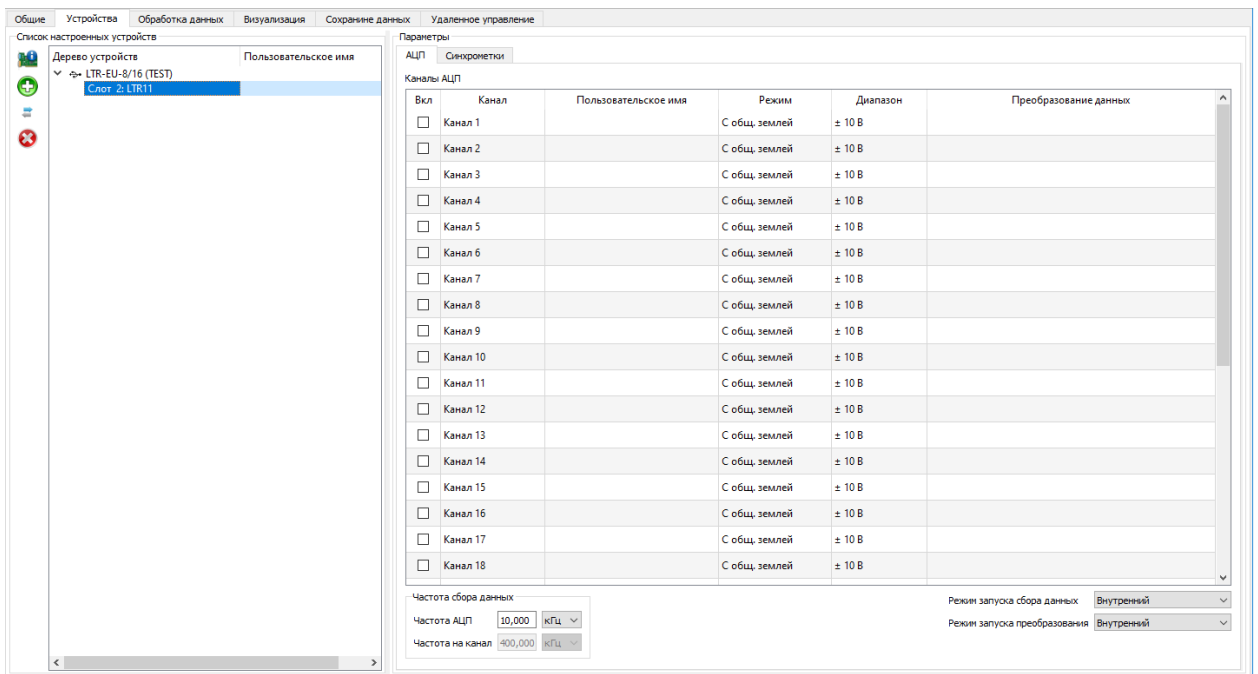 Общие Устройства Обработка данных Визуализация Сохранине данных Удаленное управление
Список настроенных устройств
Дерево устройств Пользовательское имя
LTR-EU-8/16 (TEST)
Слот 2: LTR11
Параметры
АЦП Синхрометки
Каналы АЦП
Вкл Канал Пользовательское имя Режим Диапазон Преобразование данных
Канал 1 С общ. землей ± 10 В
Канал 2 С общ. землей ± 10 В
Канал 3 С общ. землей ± 10 В
Канал 4 С общ. землей ± 10 В
Канал 5 С общ. землей ± 10 В
Канал 6 С общ. землей ± 10 В
Канал 7 С общ. землей ± 10 В
Канал 8 С общ. землей ± 10 В
Канал 9 С общ. землей ± 10 В
Канал 10 С общ. землей ± 10 В
Канал 11 С общ. землей ± 10 В
Канал 12 С общ. землей ± 10 В
Канал 13 С общ. землей ± 10 В
Канал 14 С общ. землей ± 10 В
Канал 15 С общ. землей ± 10 В
Канал 16 С общ. землей ± 10 В
Канал 17 С общ. землей ± 10 В
Канал 18 С общ. землей ± 10 В
Частота сбора данных
Частота АЦП 10,000 кГц
Частота на канал 400,000 кГц
Режим запуска сбора данных Внутренний
Режим запуска преобразования Внутренний